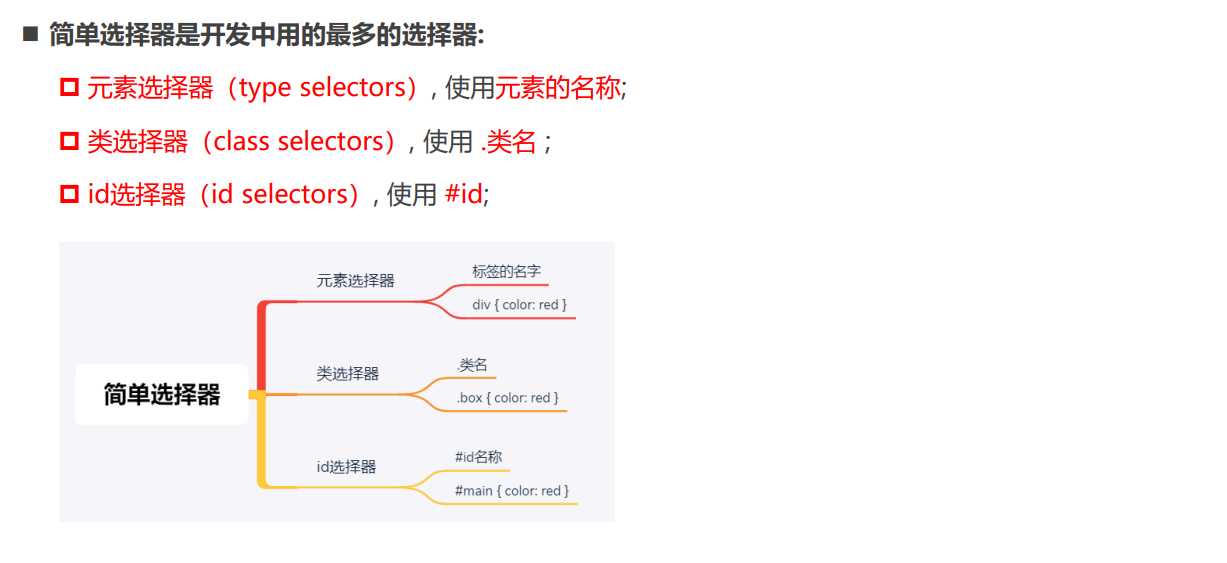 简单选择器是开发中用的最多的选择器:
元素选择器（type selectors）, 使用元素的名称;
类选择器（class selectors）, 使用 .类名 ;
id选择器（id selectors）, 使用 #id;
简单选择器
元素选择器
标签的名字
div { color: red }
类选择器
.类名
.box { color: red }
id选择器
#id名称
#main { color: red }